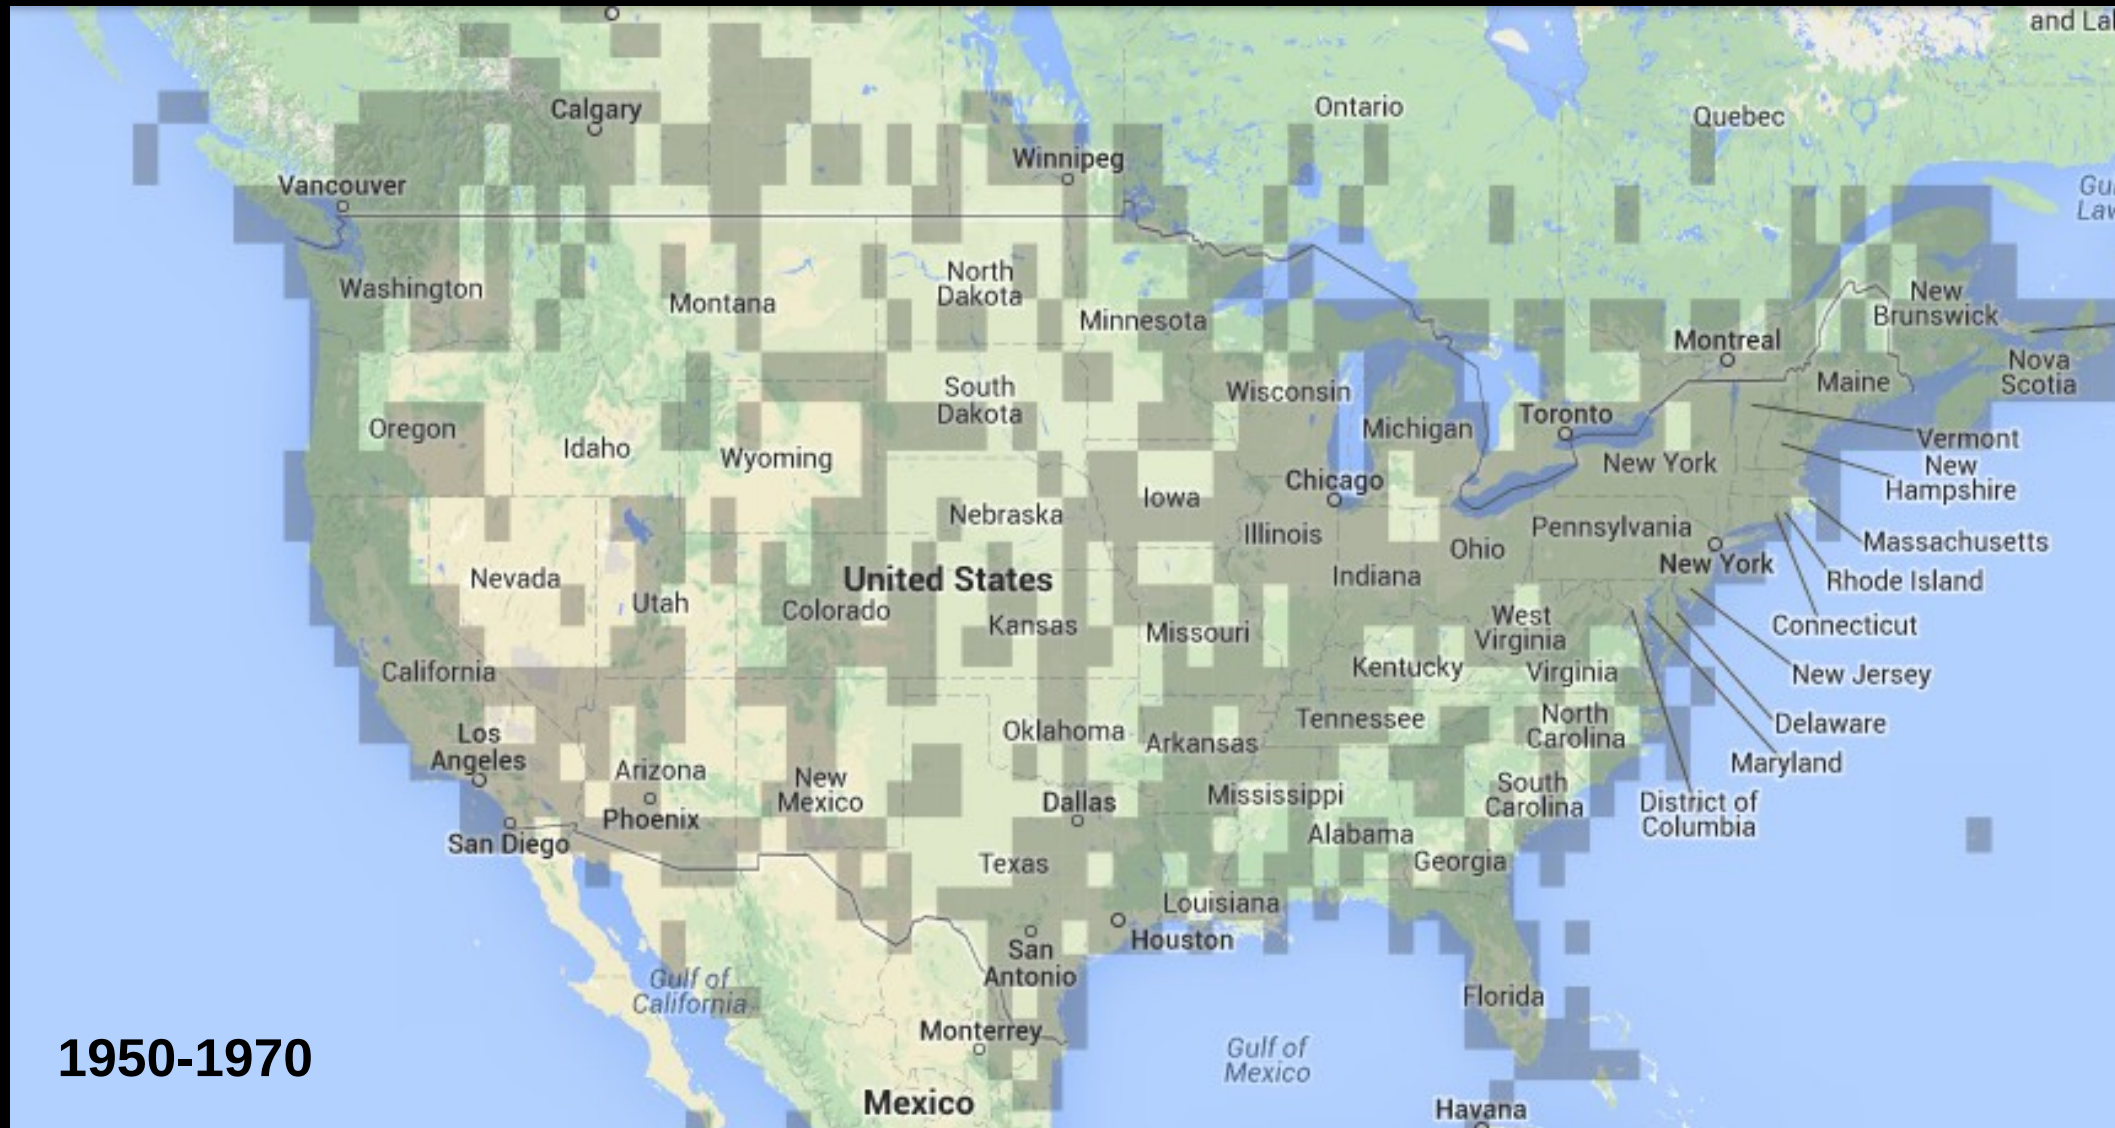 and La
Calgary
Ontario
Quebec
Winnipeg
Vancouver
Gu
Law
Washington
Montana
North
Dakota
Minnesota
New
Brunswick
Montreal
Nova
Scotia
Maine
South
Dakota
Wisconsin
Michigan
Toronto
Oregon
Idaho
Wyoming
Vermont
New
Hampshire
New York
Chicago
Iowa
Nebraska
Illinois
Pennsylvania
Ohio
Massachusetts
New York
Indiana
Rhode Island
Nevada
United States
Utah
Colorado
Kansas
Missouri
West
Virginia
Connecticut
California
Kentucky
Virginia
New Jersey
Los
Angeles
Oklahoma
Arkansas
Tennessee
North
Carolina
Delaware
Maryland
Arizona
New
Mexico
Dallas
Mississippi
South
Carolina
District of
Columbia
Phoenix
San Diego
Texas
Alabama
Georgia
Louisiana
Houston
San
Antonio
Gulf of
California
Florida
Monterrey
Gulf of
Mexico
1950-1970
Mexico
Havana